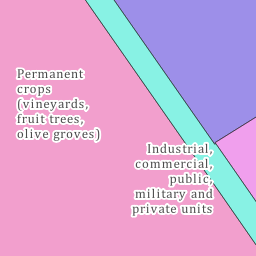 Permanent
crops
(vineyards,
fruit trees,
olive groves)
Industrial,
commercial,
public,
military and
private units